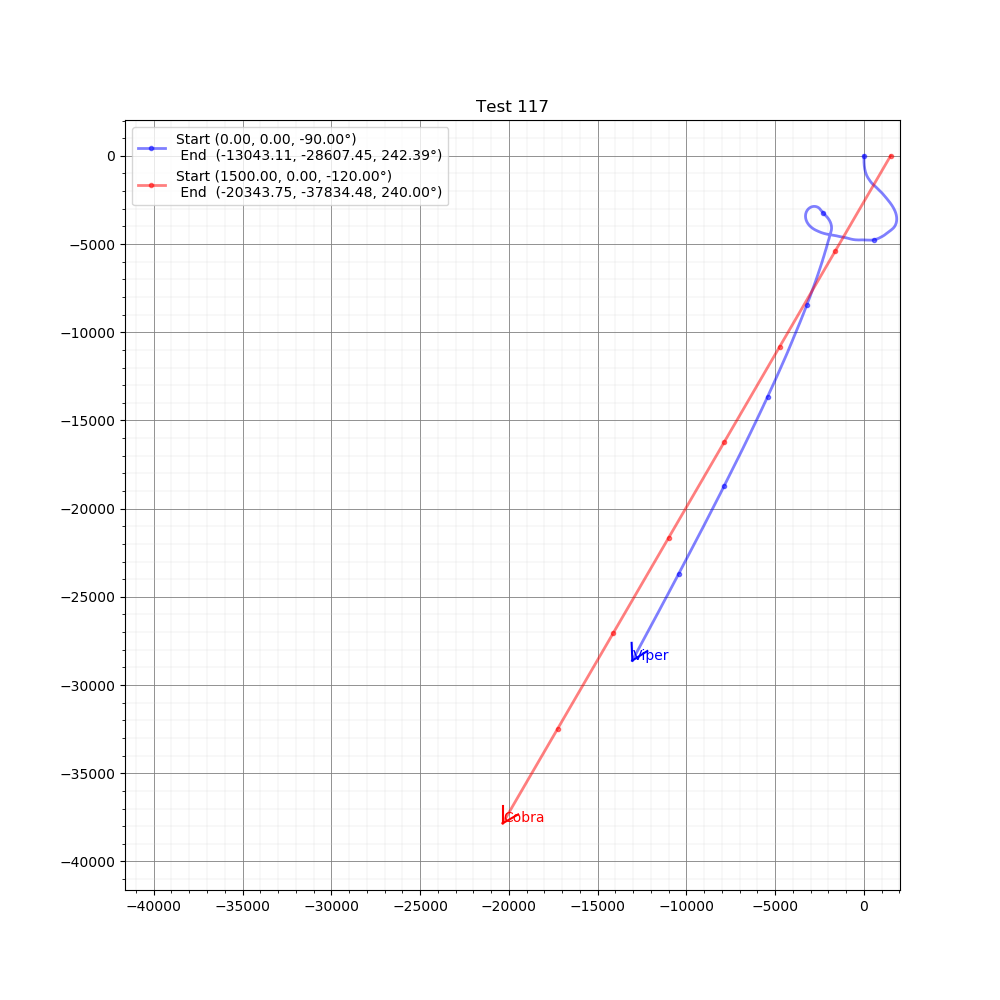 Test 117
Start (0.00, 0.00, -90.00°)
End (-13043.11, -28607.45, 242.39°)
Start (1500.00, 0.00, -120.00°)
End (-20343.75, -37834.48, 240.00°)
0
−5000
−10000
−15000
−20000
−25000
−30000
−35000
−40000
Viper
Cobra
−40000 −35000 −30000 −25000 −20000 −15000 −10000 −5000 0